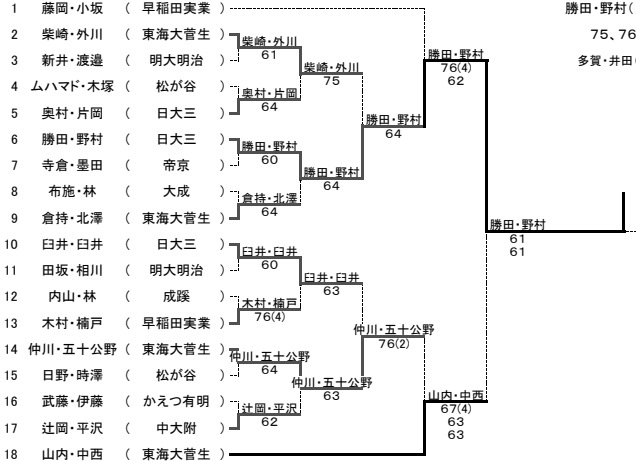 1 藤岡・小坂 ( 早稲田実業 )
2 柴崎・外川 ( 東海大菅生 )
3 新井・渡邉 ( 明大明治 )
4 ムハマド・木塚 ( 松が谷 )
5 奥村・片岡 ( 日大三 )
6 勝田・野村 ( 日大三 )
7 寺倉・墨田 ( 帝京 )
8 布施・林 ( 大成 )
9 倉持・北澤 ( 東海大菅生 )
10 臼井・臼井 ( 日大三 )
11 田坂・相川 ( 明大明治 )
12 内山・林 ( 成蹊 )
13 木村・楠戸 ( 早稲田実業 )
14 仲川・五十公野 ( 東海大菅生 )
15 日野・時澤 ( 松が谷 )
16 武藤・伊藤 ( かえつ有明 )
17 辻岡・平沢 ( 中大附 )
18 山内・中西 ( 東海大菅生 )
柴崎・外川
61
奥村・片岡
64
勝田・野村
60
倉持・北澤
64
臼井・臼井
60
木村・楠戸
76(4)
仲川・五十公野
64
辻岡・平沢
62
柴崎・外川
75
勝田・野村
64
臼井・臼井
63
仲川・五十公野
63
勝田・野村
64
仲川・五十公野
76(2)
勝田・野村
76(4)
62
山内・中西
67(4)
63
63
勝田・野村
61
61
勝田・野村(
75、76
多賀・井田(